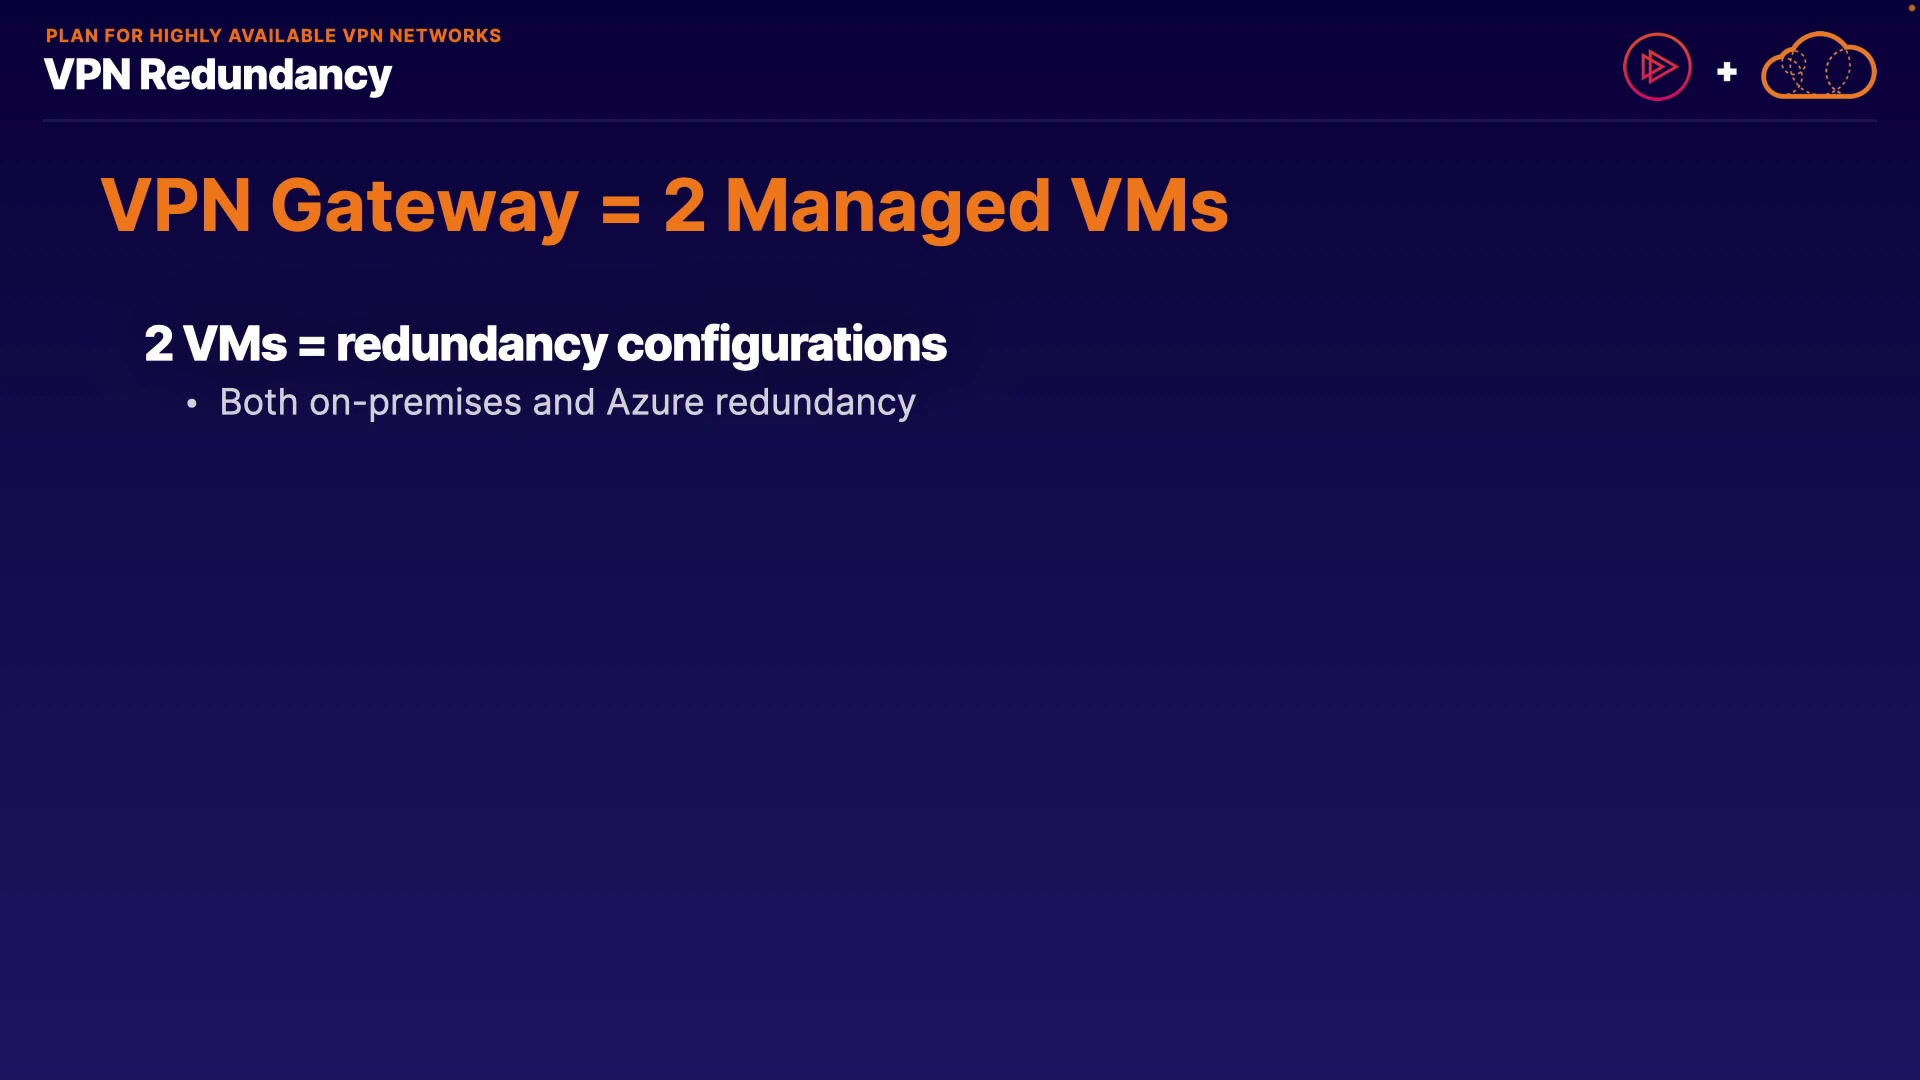 PLAN FOR HIGHLY AVAILABLE VPN NETWORKS
VPN Redundancy
+
VPN Gateway = 2 Managed VMs
2 VMs = redundancy configurations
• Both on-premises and Azure redundancy